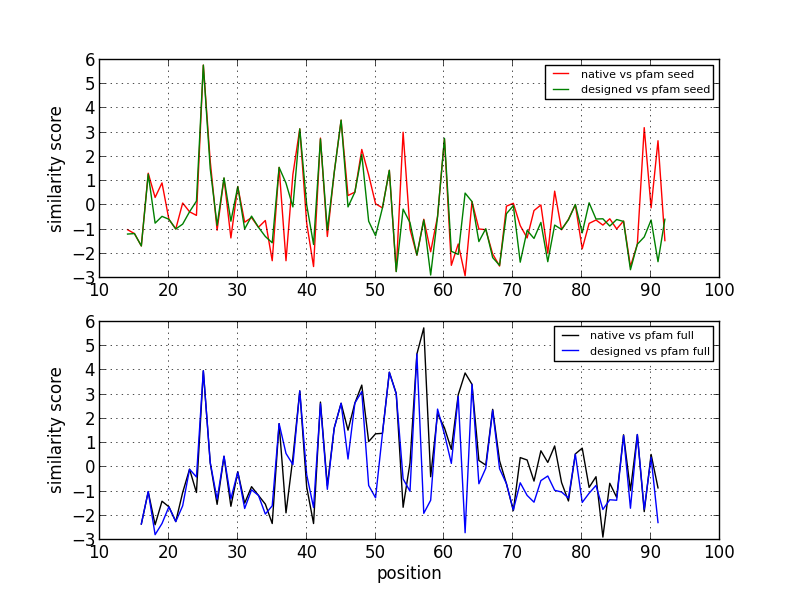 6
5
4
3
2
1
0
−1
−2
−3
similarity score
native vs pfam seed
designed vs pfam seed
10 20 30 40 50 60 70 80 90 100
6
5
4
3
2
1
0
−1
−2
−3
similarity score
native vs pfam full
designed vs pfam full
10 20 30 40 50 60 70 80 90 100
position